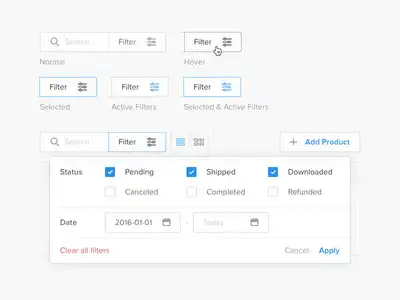 Search...
Filter
Filter
Normal
Hover
Filter
Filter
Filter
Selected
Active Filters
Selected & Active Filters
Search...
Filter
Add Product
Status
Pending
Shipped
Downloaded
Canceled
Completed
Refunded
Date
2016-01-01
-
Today
Clear all filters
Cancel
Apply